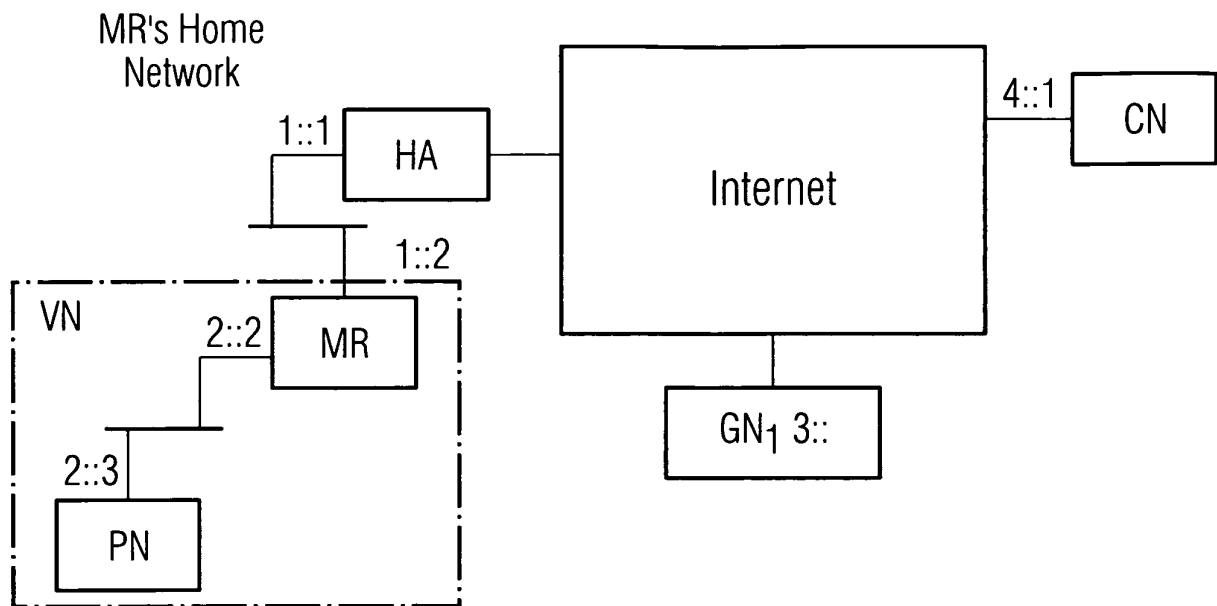 MR's Home
Network
4::1
CN
1::1
HA
Internet
1::2
VN
2::2
MR
GN1 3::
2::3
PN